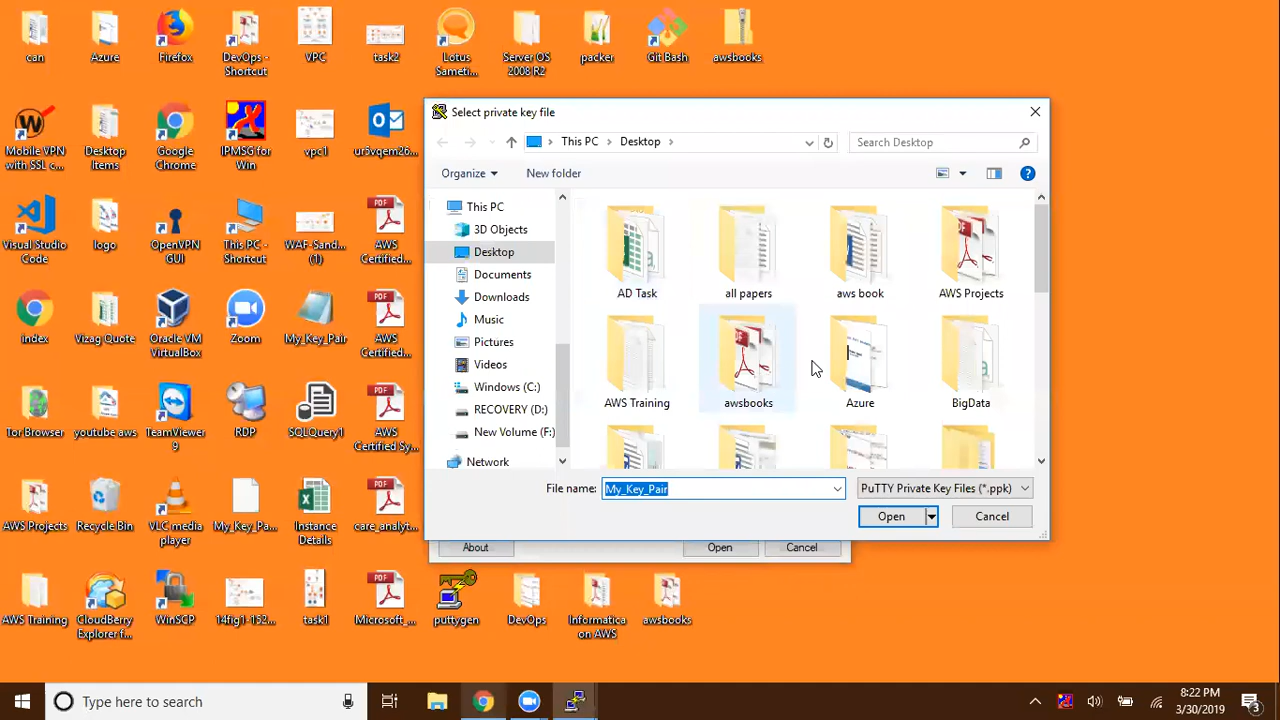 can
Azure
Firefox
DevOps -
Shortcut
VPC
task2
Lotus
Sameti...
Server OS
2008 R2
packer
Git Bash
awsbooks
Mobile VPN
with SSL c...
Desktop
Items
Google
Chrome
IPMSG for
Win
vpc1
ur5vqem26...
Visual Studio
Code
logo
OpenVPN
GUI
This PC -
Shortcut
WAF-Sand...
(1)
PDF
AWS
Certified...
index
Vizag Quote
Oracle VM
VirtualBox
Zoom
My_Key_Pair
PDF
AWS
Certified...
Tor Browser
youtube aws
TeamViewer
9
RDP
SQLQuery1
PDF
AWS
Certified Sy...
AWS Projects
Recycle Bin
VLC media
player
My_Key_Pa...
Instance
Details
PDF
care_analyt...
AWS Training
CloudBerry
Explorer f...
WinSCP
14fig1-152...
task1
PDF
Microsoft_...
puttygen
DevOps
Informatica
on AWS
awsbooks
Select private key file
This PC
Desktop
Search Desktop
Organize
New folder
This PC
3D Objects
Desktop
Documents
Downloads
Music
Pictures
Videos
Windows (C:)
RECOVERY (D:)
New Volume (F:)
Network
AD Task
all papers
aws book
AWS Projects
AWS Training
awsbooks
Azure
BigData
File name:
My_Key_Pair
PuTTY Private Key Files (*.ppk)
Open
Cancel
About
Open
Cancel
Type here to search
8:22 PM
3/30/2019
3